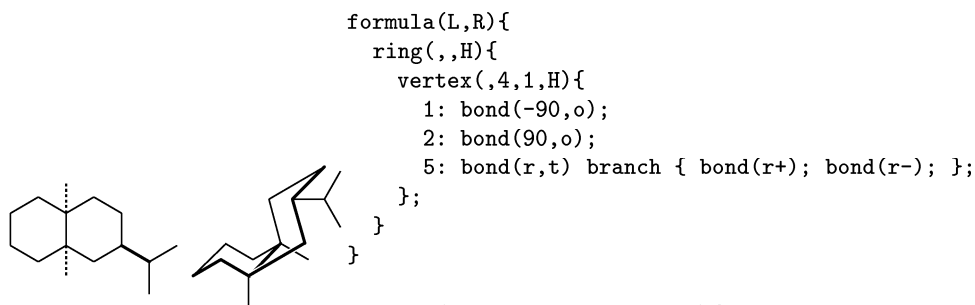 formula(L,R){
ring(,,H){
vertex(,4,1,H){
1: bond(-90,o);
2: bond(90,o);
5: bond(r,t) branch { bond(r+); bond(r-); };
};
}
}